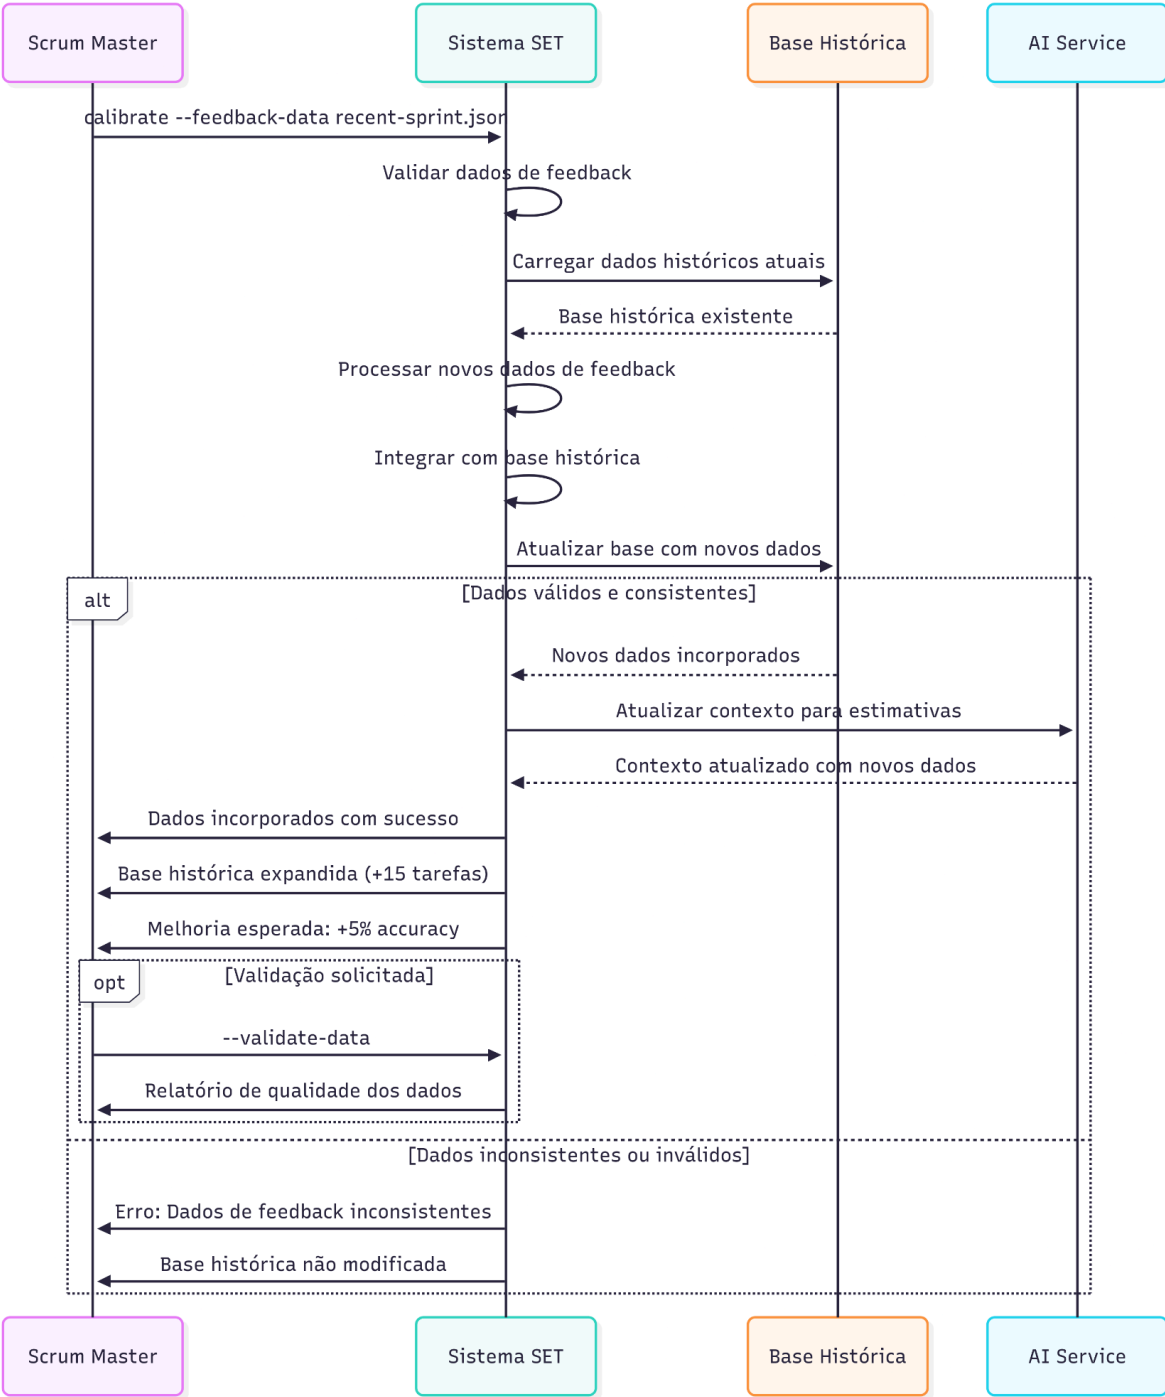 Scrum Master
Sistema SET
Base Histórica
AI Service
calibrate --feedback-data recent-sprint.json
Validar dados de feedback
Carregar dados históricos atuais
Base histórica existente
Processar novos dados de feedback
Integrar com base histórica
Atualizar base com novos dados
alt
[Dados válidos e consistentes]
Novos dados incorporados
Atualizar contexto para estimativas
Contexto atualizado com novos dados
Dados incorporados com sucesso
Base histórica expandida (+15 tarefas)
Melhoria esperada: +5% accuracy
opt
[Validação solicitada]
--validate-data
Relatório de qualidade dos dados
[Dados inconsistentes ou inválidos]
Erro: Dados de feedback inconsistentes
Base histórica não modificada
Scrum Master
Sistema SET
Base Histórica
AI Service